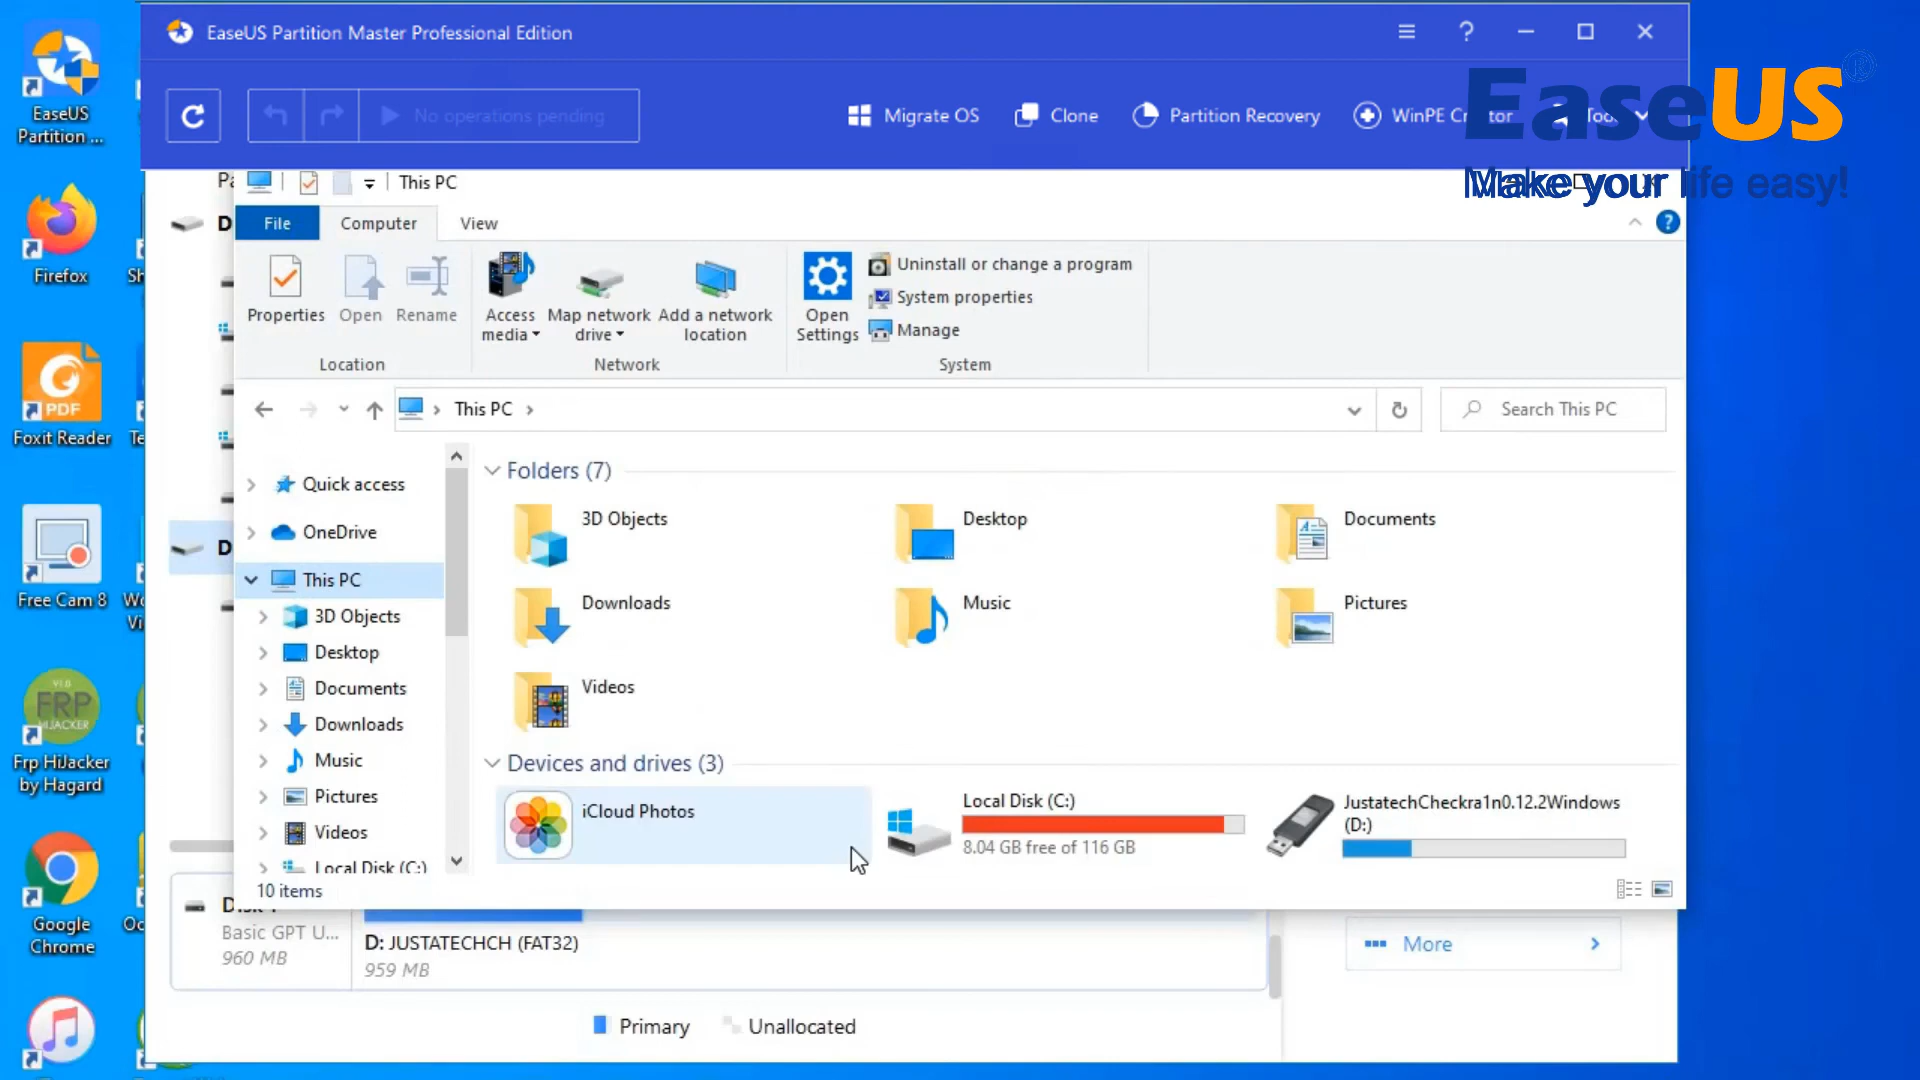 EaseUS Partition Master Professional Edition
No operations pending
Migrate OS
Clone
Partition Recovery
WinPE Creator
EaseUS®
Make your life easy!
This PC
File
Computer
View
Properties
Open
Rename
Access media
Map network drive
Add a network location
Open Settings
Uninstall or change a program
System properties
Manage
Location
Network
System
This PC
Search This PC
Quick access
OneDrive
This PC
3D Objects
Desktop
Documents
Downloads
Music
Pictures
Videos
Local Disk (C:)
Folders (7)
3D Objects
Desktop
Documents
Downloads
Music
Pictures
Videos
Devices and drives (3)
iCloud Photos
Local Disk (C:)
8.04 GB free of 116 GB
JustatechCheckra1n0.12.2Windows
(D:)
10 items
Basic GPT U...
960 MB
D: JUSTATECHCH (FAT32)
959 MB
More
Primary
Unallocated
EaseUS
Partition ...
Firefox
PDF
Foxit Reader
Free Cam 8
V1.0
FRP
HIJACKER
Frp HiJacker
by Hagard
Google
Chrome